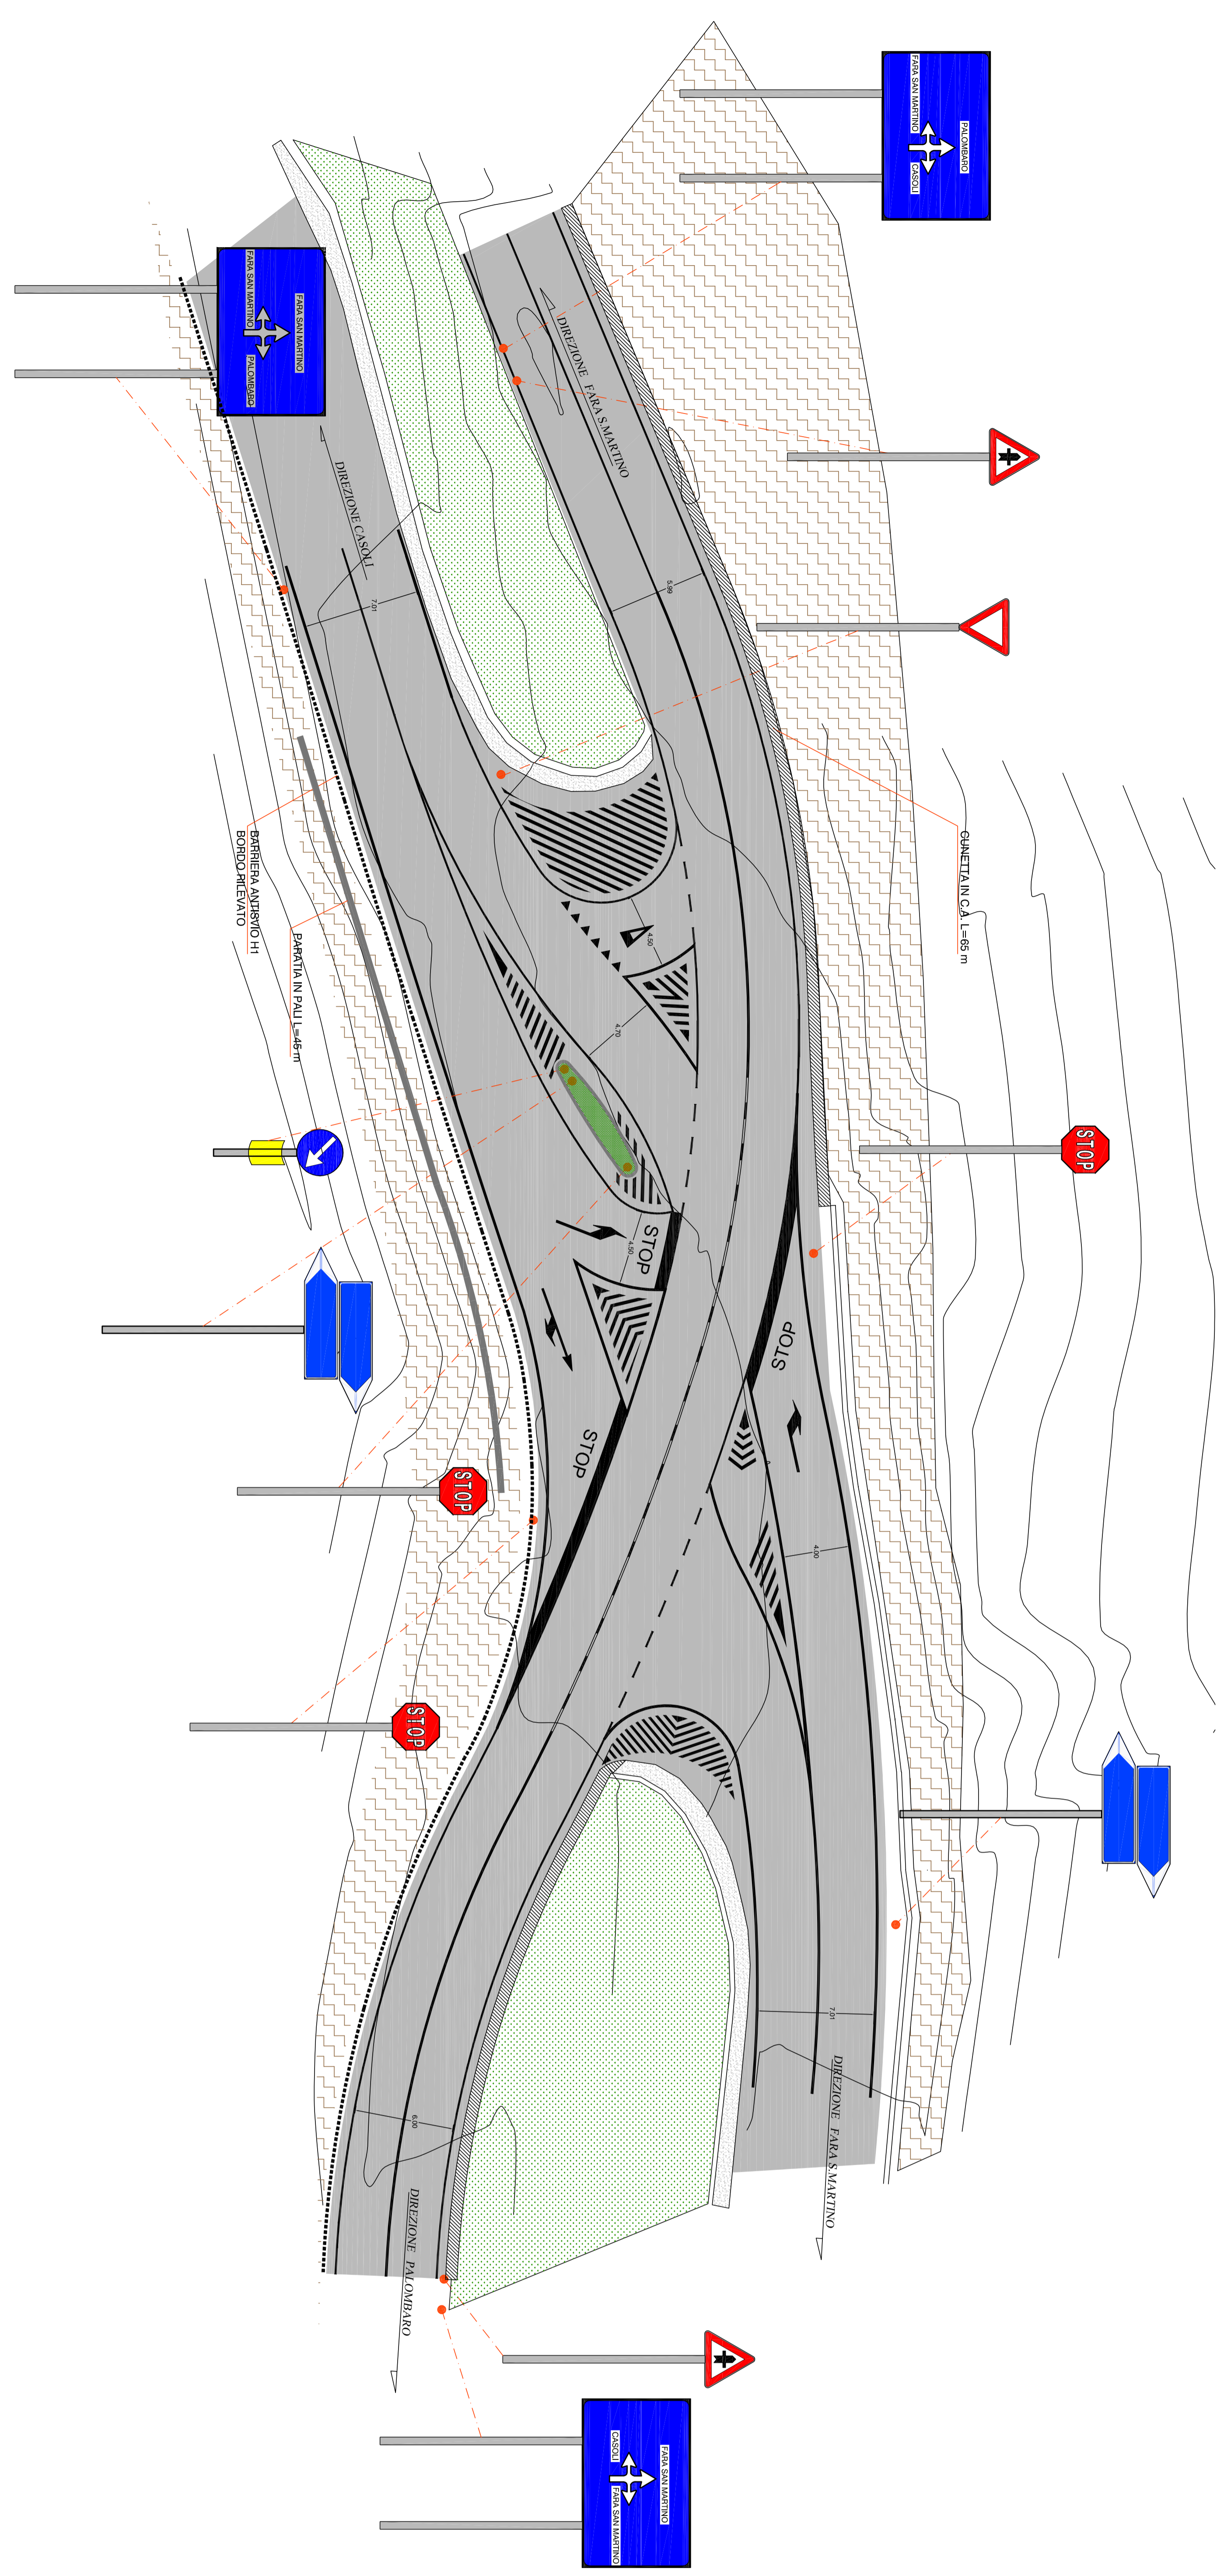 FARA SAN MARTINO
PALOMBARO
CASOLI
FARA SAN MARTINO
FARA SAN MARTINO
PALOMBARO
DIREZIONE FARA S.MARTINO
DIREZIONE CASOLI
5.99
7.01
CUNETTA IN C.A. L=65 m
BARRIERA ANTISVIO H1
BORDO RILEVATO
PARATIA IN PALI L=45 m
4.50
4.70
STOP
STOP
4.50
STOP
STOP
STOP
4.00
STOP
7.01
DIREZIONE FARA S.MARTINO
6.00
DIREZIONE PALOMBARO
FARA SAN MARTINO
CASOLI
FARA SAN MARTINO